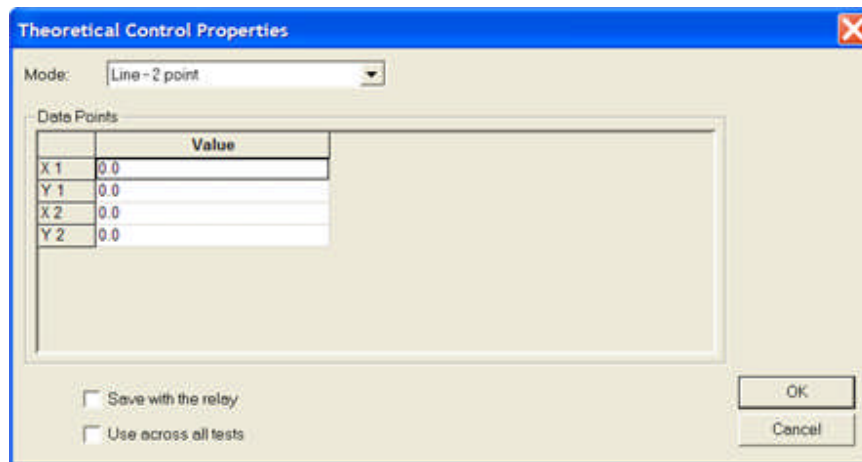 Theoretical Control Properties
Mode: Line - 2 point
Data Points
Value
X 1 0.0
Y 1 0.0
X 2 0.0
Y 2 0.0
Save with the relay
Use across all tests
OK
Cancel